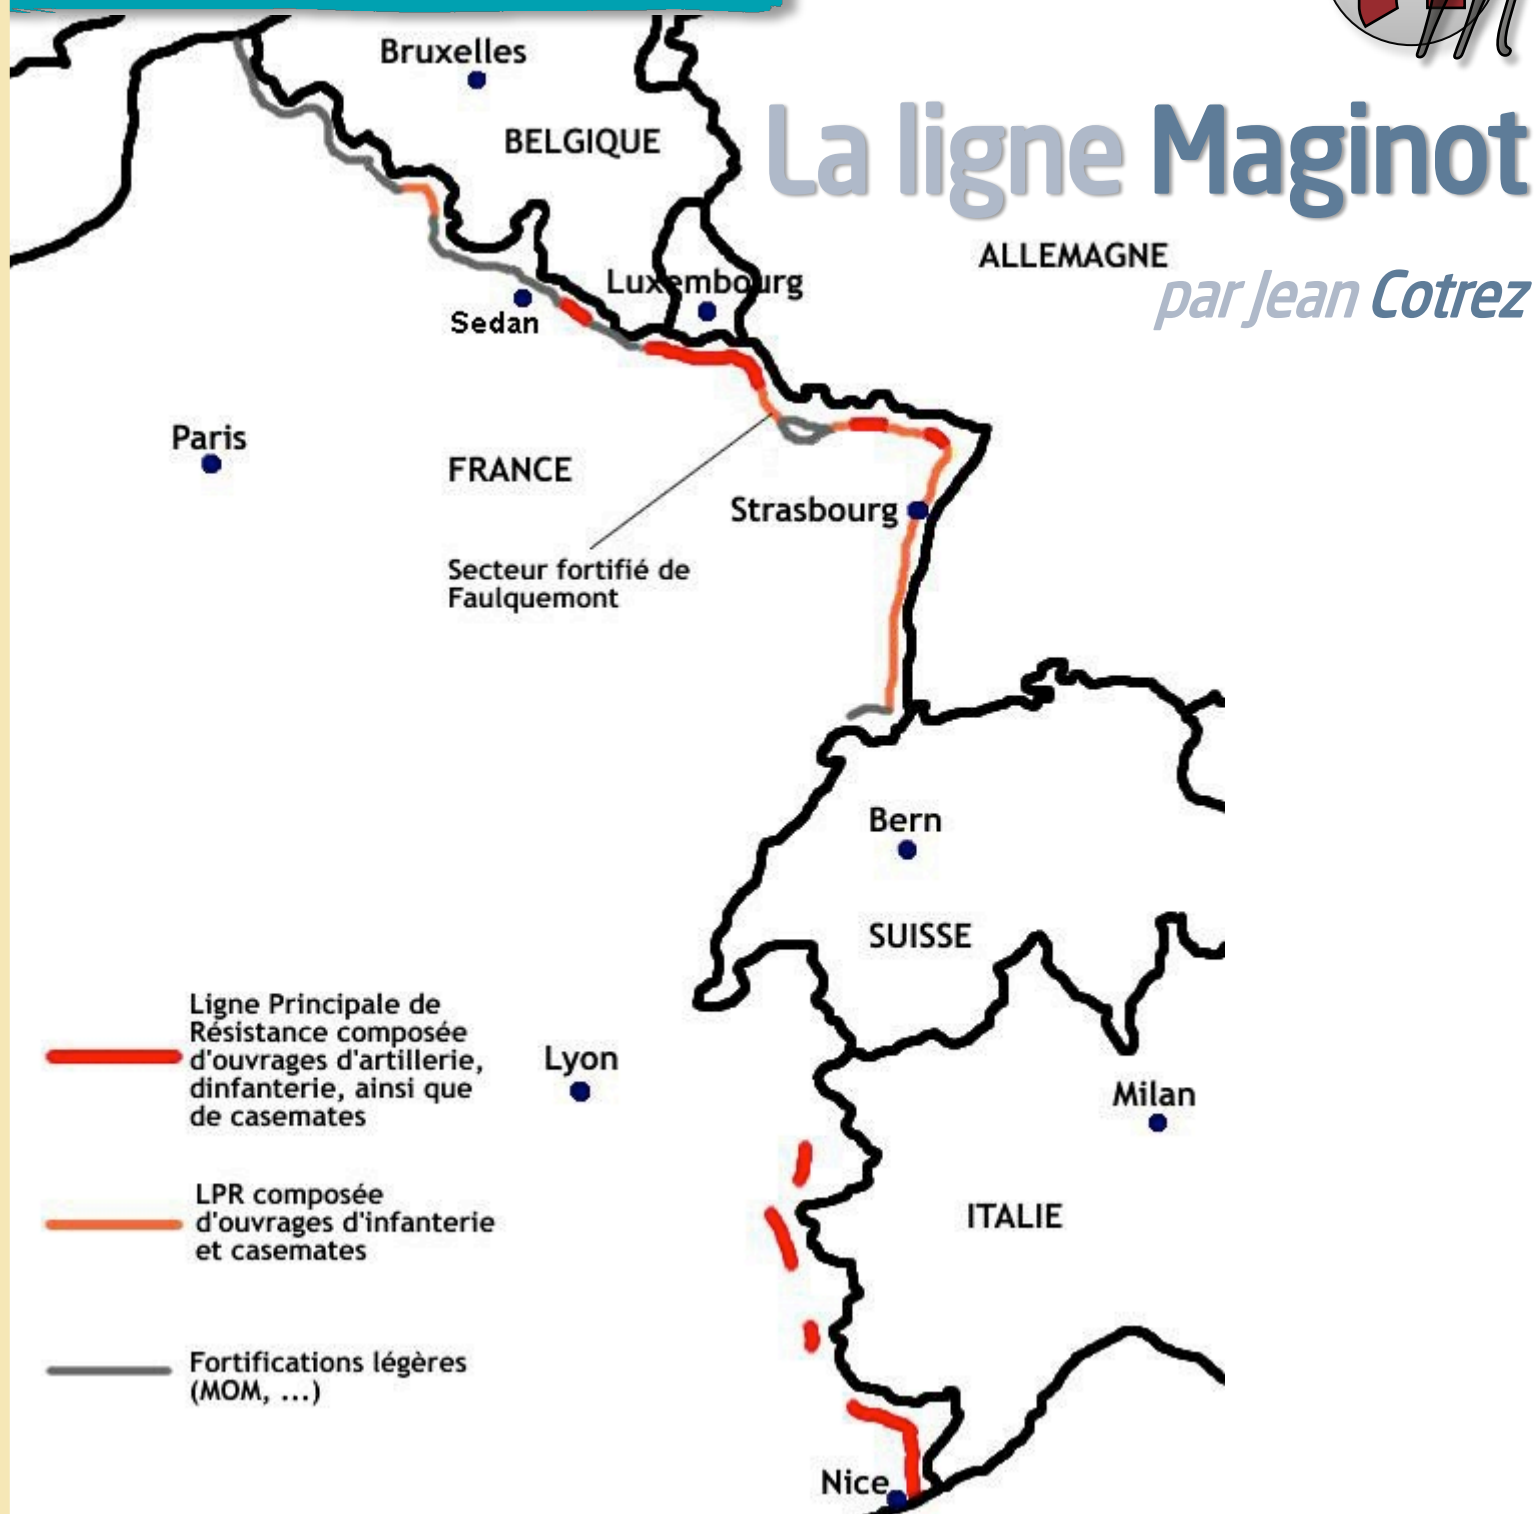 Bruxelles
La ligne Maginot
BELGIQUE
ALLEMAGNE
par Jean Cotrez
Luxembourg
Sedan
Paris
FRANCE
Strasbourg
Secteur fortifié de
Faulquemont
Bern
SUISSE
Ligne Principale de
Résistance composée
d'ouvrages d'artillerie,
dinfanterie, ainsi que
de casemates
Lyon
Milan
LPR composée
d'ouvrages d'infanterie
et casemates
ITALIE
Fortifications légères
(MOM, ...)
Nice